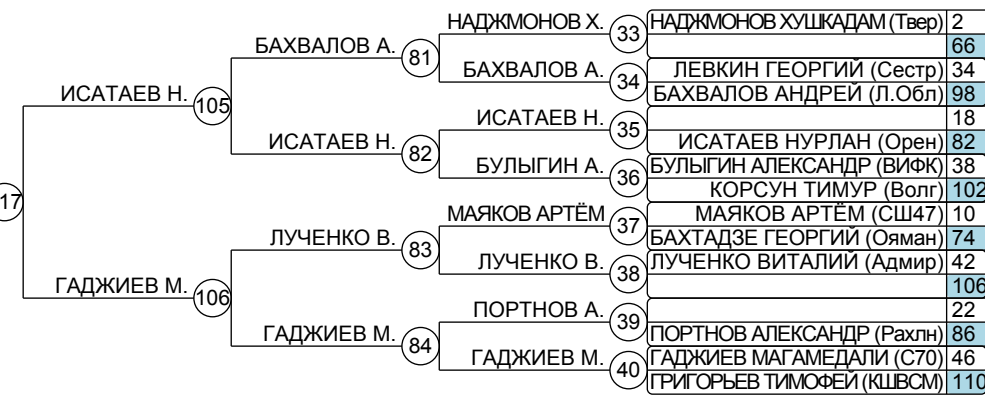 НАДЖМОНОВ Х. 33 НАДЖМОНОВ ХУШКАДАМ (Твер) 2
БАХВАЛОВ А. 81 66
БАХВАЛОВ А. 34 ЛЕВКИН ГЕОРГИЙ (Сестр) 34
ИСАТАЕВ Н. 105 БАХВАЛОВ АНДРЕЙ (Л.Обл) 98
ИСАТАЕВ Н. 35 18
ИСАТАЕВ Н. 82 ИСАТАЕВ НУРЛАН (Орен) 82
БУЛЫГИН А. 36 БУЛЫГИН АЛЕКСАНДР (ВИФК) 38
КОРСУН ТИМУР (Волг) 102
17
МАЯКОВ АРТЁМ 37 МАЯКОВ АРТЁМ (СШ47) 10
ЛУЧЕНКО В. 83 БАХТАДЗЕ ГЕОРГИЙ (Ояман) 74
ЛУЧЕНКО В. 38 ЛУЧЕНКО ВИТАЛИЙ (Адмир) 42
ГАДЖИЕВ М. 106 106
ПОРТНОВ А. 39 22
ГАДЖИЕВ М. 84 ПОРТНОВ АЛЕКСАНДР (Рахлн) 86
ГАДЖИЕВ М. 40 ГАДЖИЕВ МАГАМЕДАЛИ (С70) 46
ГРИГОРЬЕВ ТИМОФЕЙ (КШВСМ) 110